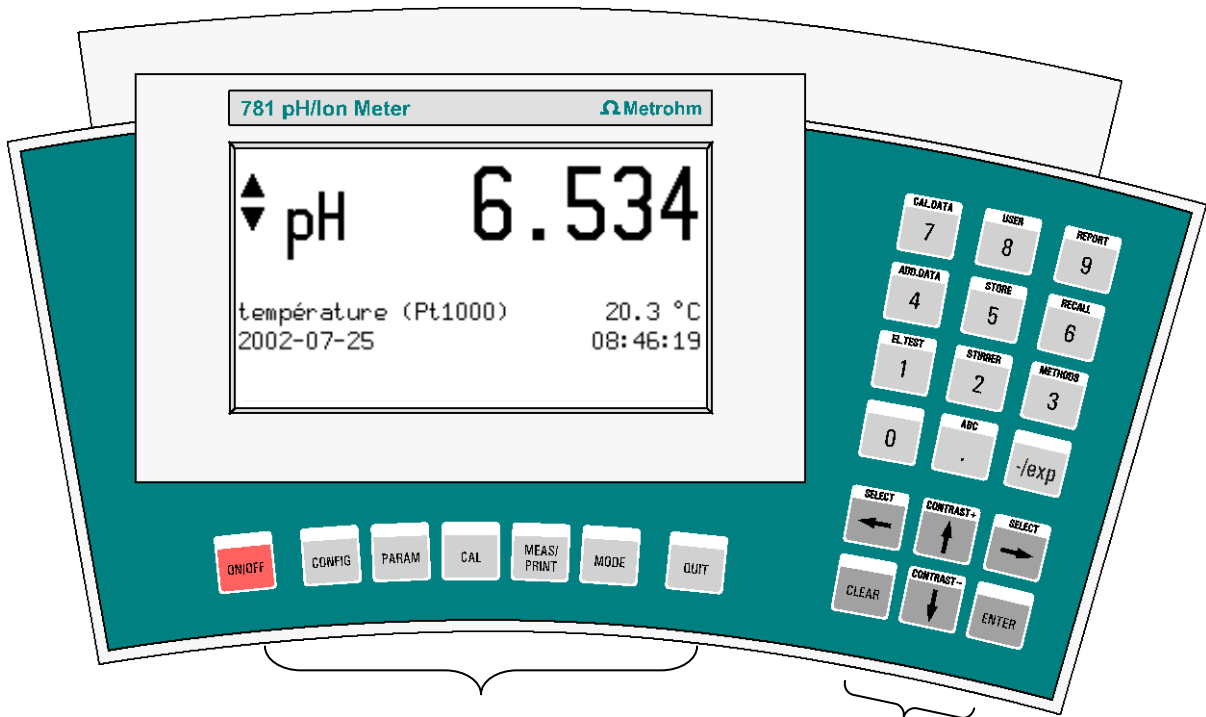 781 pH/Ion Meter Ω Metrohm
pH 6.534
température (Pt1000) 20.3 °C
2002-07-25 08:46:19
CAL.DATA USER REPORT
7 8 9
ADD.DATA STORE RECALL
4 5 6
EL.TEST STIRRER METHODS
1 2 3
ABC
0 . -/exp
SELECT CONTRAST+ SELECT
CONTRAST-
CLEAR ENTER
ON/OFF CONFIG PARAM CAL MEAS/PRINT MODE QUIT